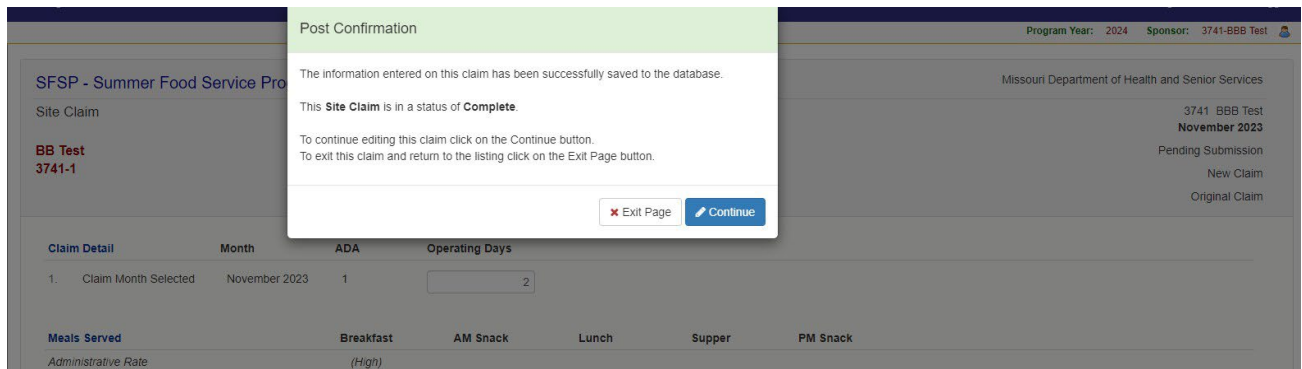 Post Confirmation
Program Year: 2024 Sponsor: 3741-BBB Test
The information entered on this claim has been successfully saved to the database.
This Site Claim is in a status of Complete.
To continue editing this claim click on the Continue button.
To exit this claim and return to the listing click on the Exit Page button.
Exit Page Continue
SFSP - Summer Food Service Pro
Missouri Department of Health and Senior Services
Site Claim
3741 BBB Test
November 2023
BB Test
3741-1
Pending Submission
New Claim
Original Claim
Claim Detail Month ADA Operating Days
1. Claim Month Selected November 2023 1 2
Meals Served Breakfast AM Snack Lunch Supper PM Snack
Administrative Rate (High)